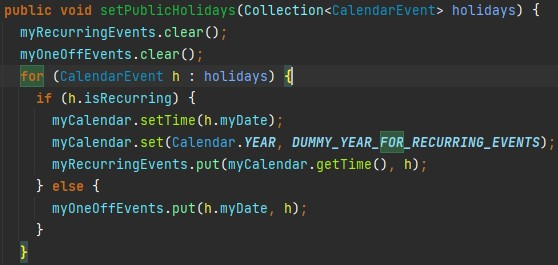 public void setPublicHolidays(Collection<CalendarEvent> holidays) {
  myRecurringEvents.clear();
  myOneOffEvents.clear();
  for (CalendarEvent h : holidays) {
    if (h.isRecurring) {
      myCalendar.setTime(h.myDate);
      myCalendar.set(Calendar.YEAR, DUMMY_YEAR_FOR_RECURRING_EVENTS);
      myRecurringEvents.put(myCalendar.getTime(), h);
    } else {
      myOneOffEvents.put(h.myDate, h);
    }
  }